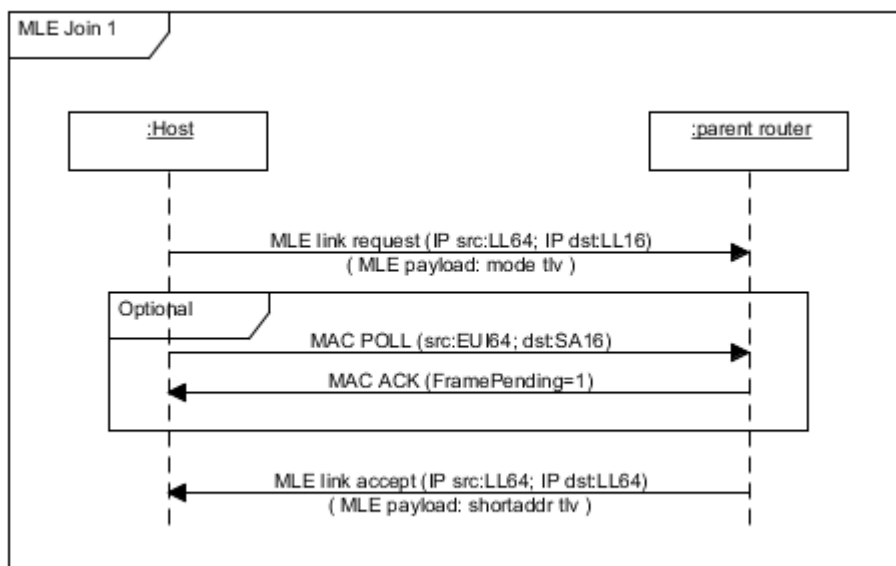 MLE Join 1
:Host
:parent router
MLE link request (IP src:LL64; IP dst:LL16)
( MLE payload: mode tlv )
Optional
MAC POLL (src:EUI64; dst:SA16)
MAC ACK (FramePending=1)
MLE link accept (IP src:LL64; IP dst:LL64)
( MLE payload: shortaddr tlv )